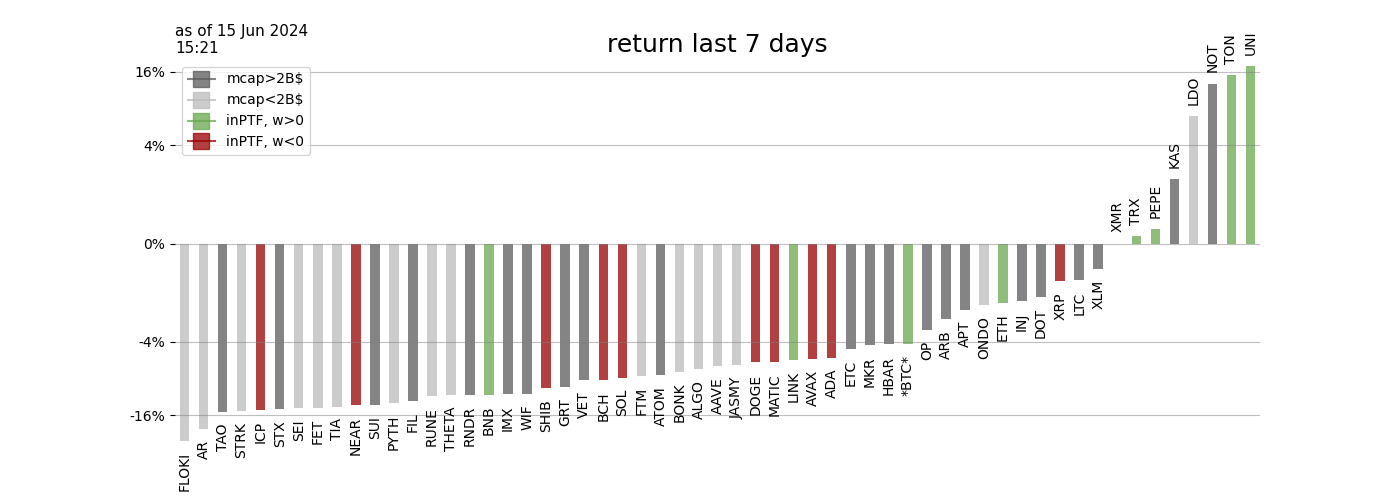 as of 15 Jun 2024
15:21
return last 7 days
mcap>2B$
mcap<2B$
inPTF, w>0
inPTF, w<0
16%
4%
0%
-4%
-16%
FLOKI
AR
TAO
STRK
ICP
STX
SEI
FET
TIA
NEAR
SUI
PYTH
FIL
RUNE
THETA
RNDR
BNB
IMX
WIF
SHIB
GRT
VET
BCH
SOL
FTM
ATOM
BONK
ALGO
AAVE
JASMY
DOGE
MATIC
LINK
AVAX
ADA
ETC
MKR
HBAR
*BTC*
OP
ARB
APT
ONDO
ETH
INJ
DOT
XRP
LTC
XLM
XMR
TRX
PEPE
KAS
LDO
NOT
TON
UNI